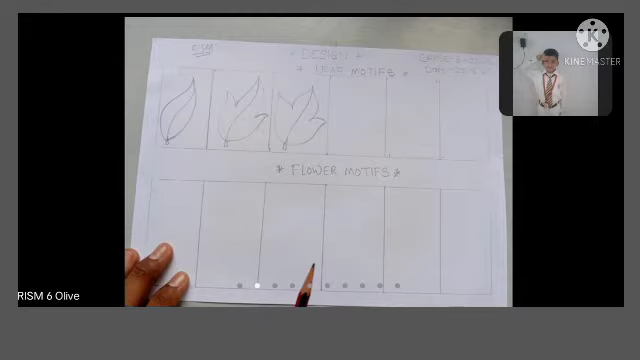 DESIGN
* LEAF MOTIFS *
* FLOWER MOTIFS *
KINEMASTER
RISM 6 Olive